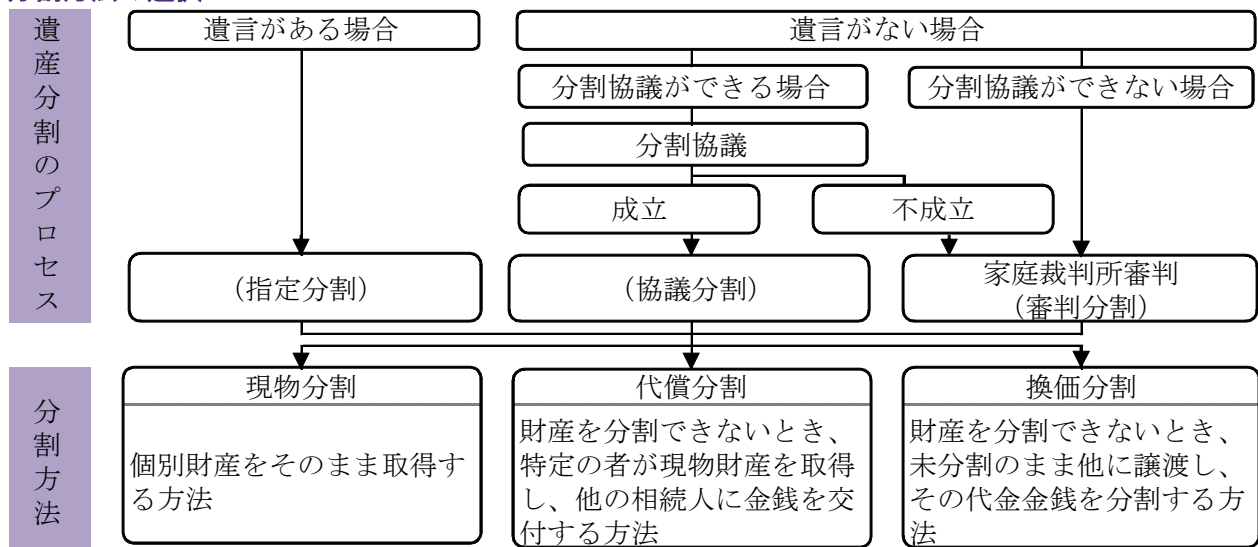 遺産分割のプロセス
遺言がある場合
遺言がない場合
分割協議ができる場合
分割協議ができない場合
分割協議
成立
不成立
（指定分割）
（協議分割）
家庭裁判所審判
（審判分割）
分割方法
現物分割
個別財産をそのまま取得す
る方法
代償分割
財産を分割できないとき、
特定の者が現物財産を取得
し、他の相続人に金銭を交
付する方法
換価分割
財産を分割できないとき、
未分割のまま他に譲渡し、
その代金金銭を分割する方
法